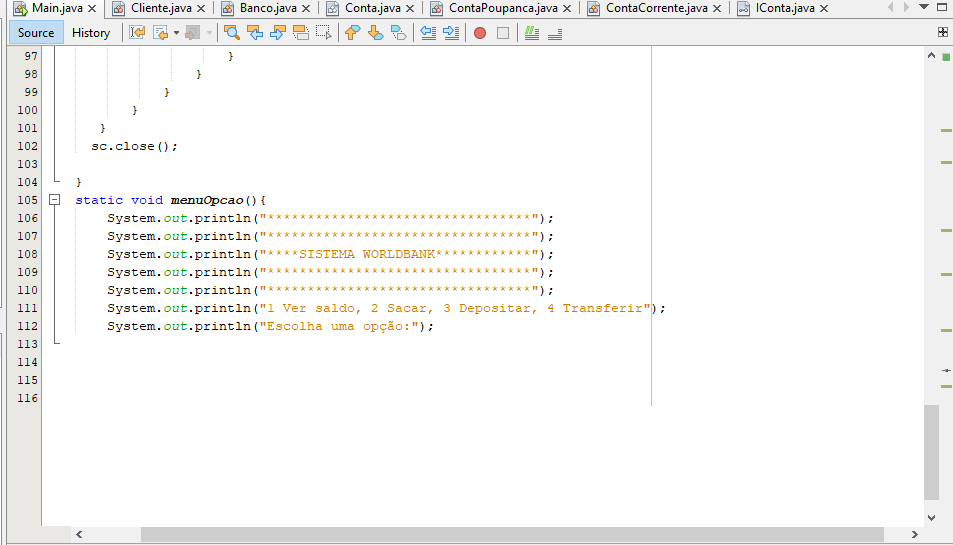 Main.java Cliente.java Banco.java Conta.java ContaPoupanca.java ContaCorrente.java IConta.java
Source History
97 }
98 }
99 }
100 }
101 }
102 sc.close();
103
104 }
105 static void menuOpcao(){
106 System.out.println("*********************************");
107 System.out.println("*********************************");
108 System.out.println("****SISTEMA WORLDBANK************");
109 System.out.println("*********************************");
110 System.out.println("*********************************");
111 System.out.println("1 Ver saldo, 2 Sacar, 3 Depositar, 4 Transferir");
112 System.out.println("Escolha uma opção:");
113
114
115
116